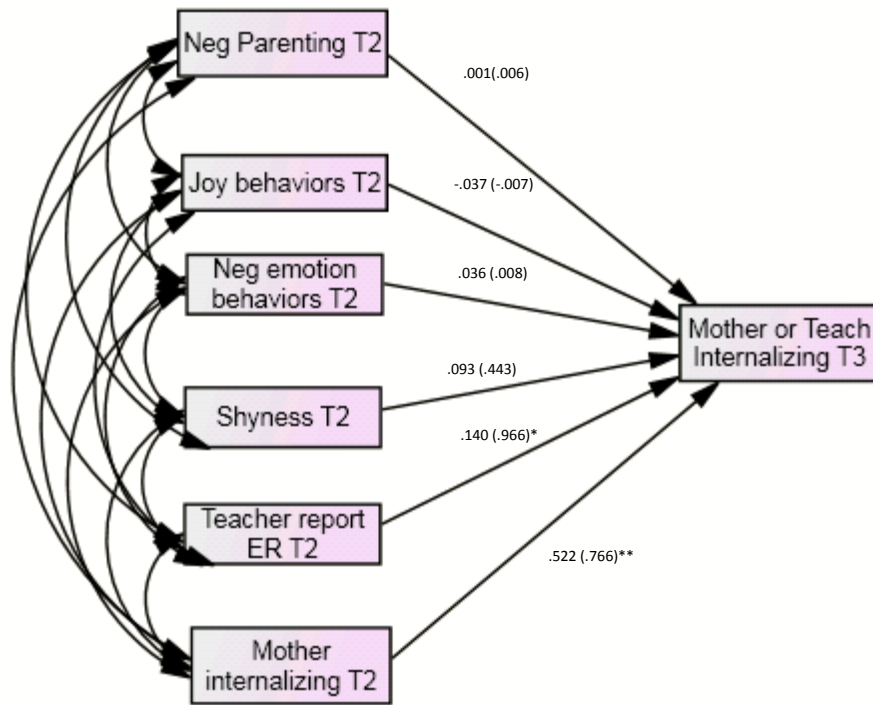 Neg Parenting T2
.001(.006)
Joy behaviors T2
-.037 (-.007)
Neg emotion
behaviors T2
.036 (.008)
Mother or Teach
Internalizing T3
.093 (.443)
Shyness T2
.140 (.966)*
Teacher report
ER T2
.522 (.766)**
Mother
internalizing T2